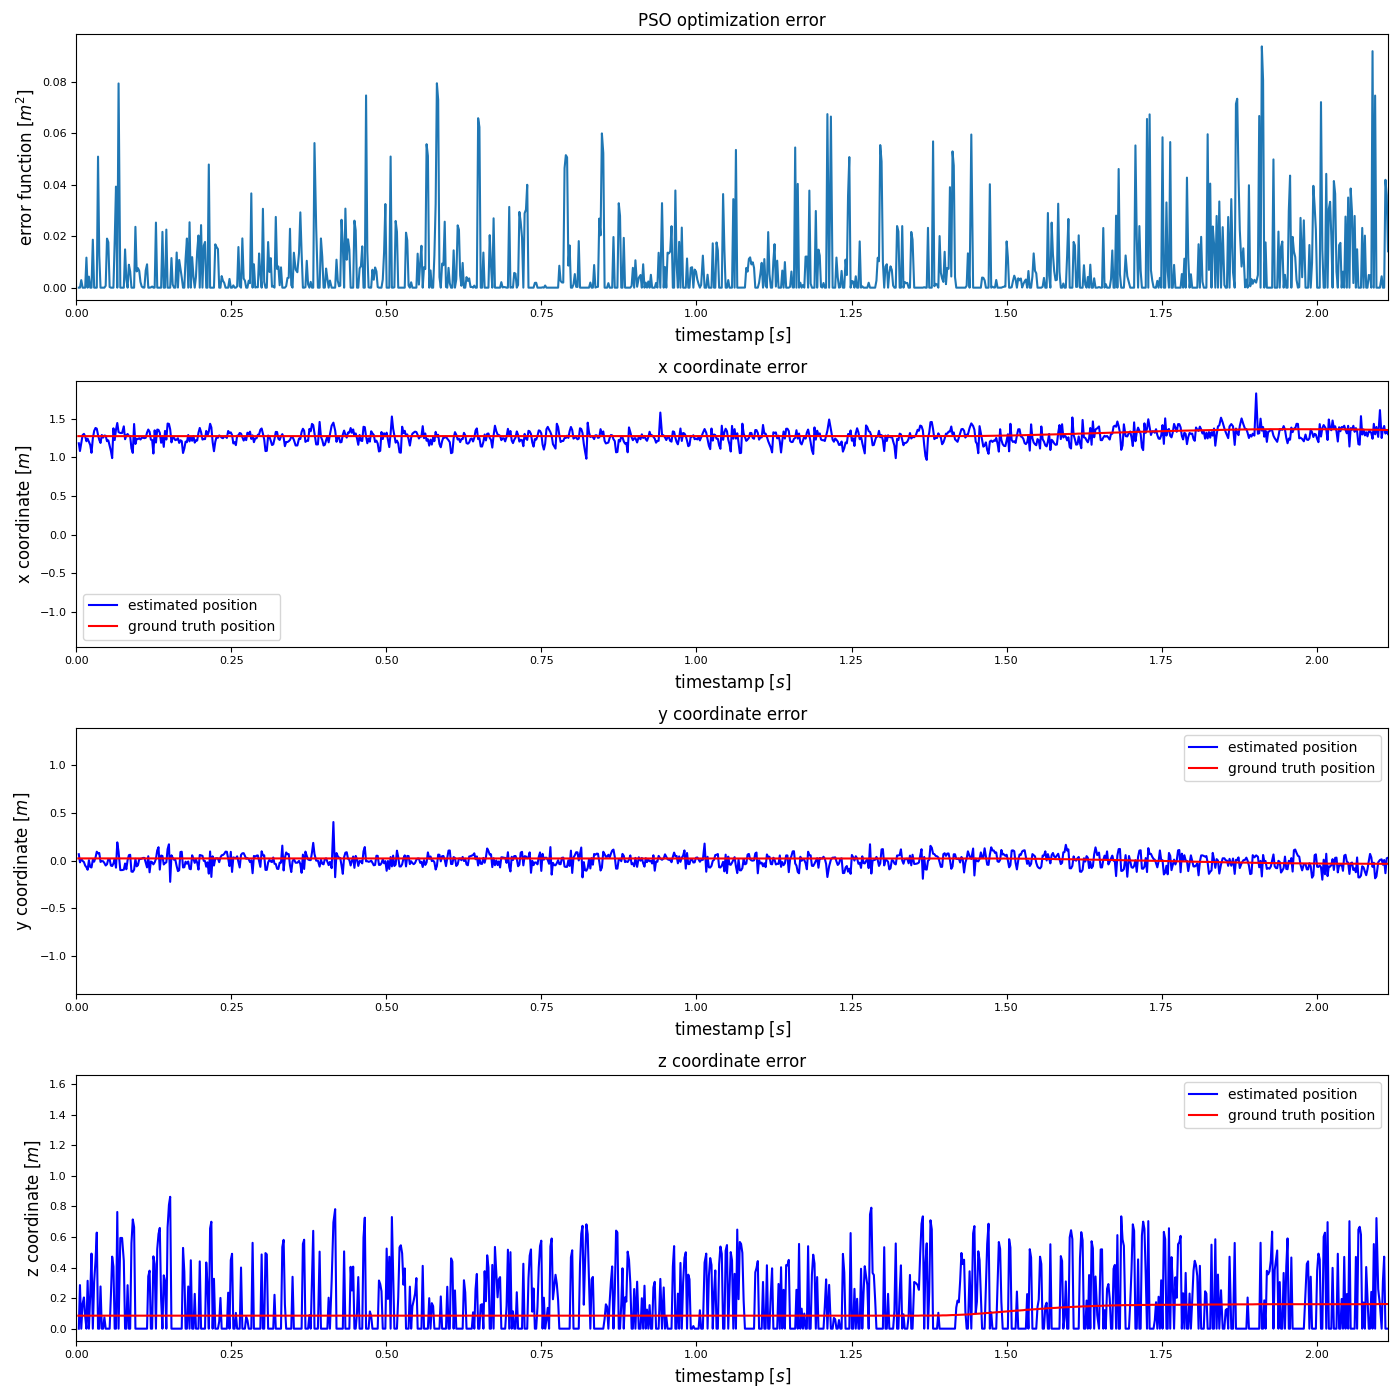 PSO optimization error
error function [m²]
0.08
0.06
0.04
0.02
0.00
0.00 0.25 0.50 0.75 1.00 1.25 1.50 1.75 2.00
timestamp [s]
x coordinate error
x coordinate [m]
1.5
1.0
0.5
0.0
−0.5
−1.0
estimated position
ground truth position
0.00 0.25 0.50 0.75 1.00 1.25 1.50 1.75 2.00
timestamp [s]
y coordinate error
y coordinate [m]
1.0
0.5
0.0
−0.5
−1.0
estimated position
ground truth position
0.00 0.25 0.50 0.75 1.00 1.25 1.50 1.75 2.00
timestamp [s]
z coordinate error
z coordinate [m]
1.6
1.4
1.2
1.0
0.8
0.6
0.4
0.2
0.0
estimated position
ground truth position
0.00 0.25 0.50 0.75 1.00 1.25 1.50 1.75 2.00
timestamp [s]